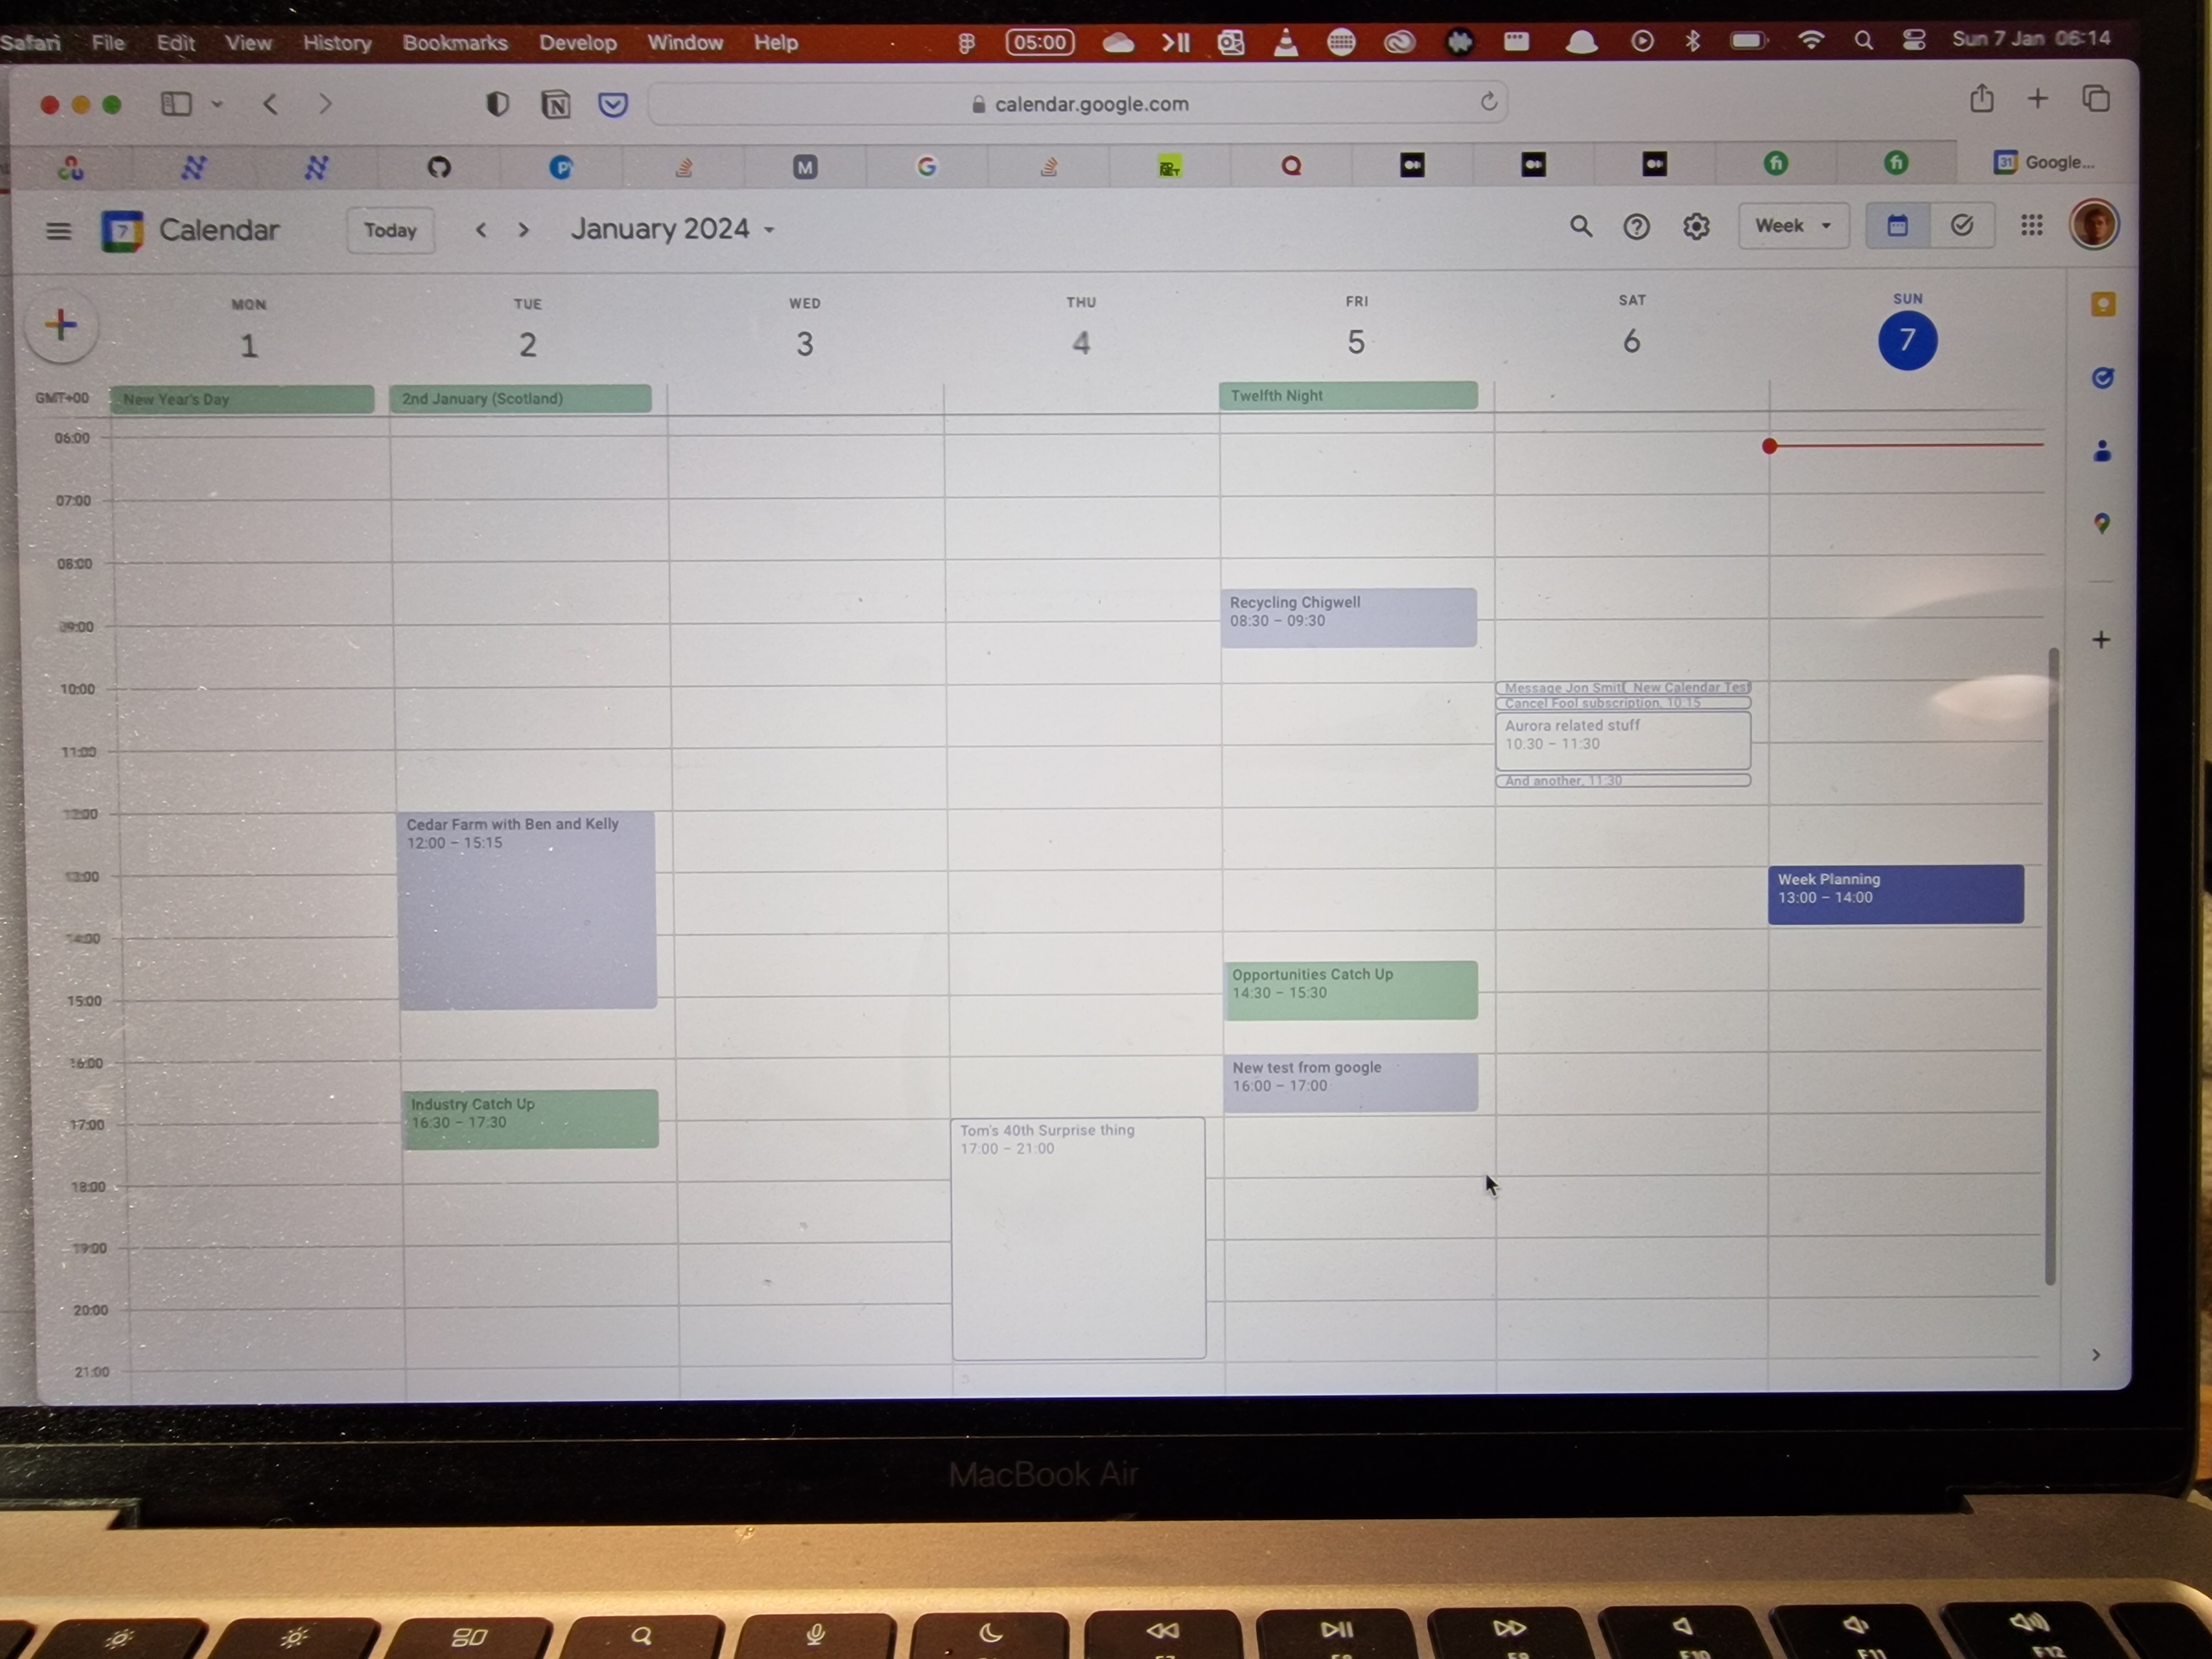 Safari File Edit View History Bookmarks Develop Window Help 05:00 Sun 7 Jan 06:14
calendar.google.com
Google...
Calendar Today January 2024 Week
MON TUE WED THU FRI SAT SUN
1 2 3 4 5 6 7
GMT+00 New Year's Day 2nd January (Scotland) Twelfth Night
06:00
07:00
08:00
Recycling Chigwell
08:30 – 09:30
09:00
10:00
Message Jon Smit New Calendar Test
Cancel Fool subscription, 10:15
Aurora related stuff
10:30 – 11:30
11:00
And another, 11:30
12:00
Cedar Farm with Ben and Kelly
12:00 – 15:15
13:00
Week Planning
13:00 – 14:00
14:00
Opportunities Catch Up
14:30 – 15:30
15:00
16:00
New test from google
16:00 – 17:00
Industry Catch Up
16:30 – 17:30
17:00
Tom's 40th Surprise thing
17:00 – 21:00
18:00
19:00
20:00
21:00
MacBook Air
F10 F11 F12